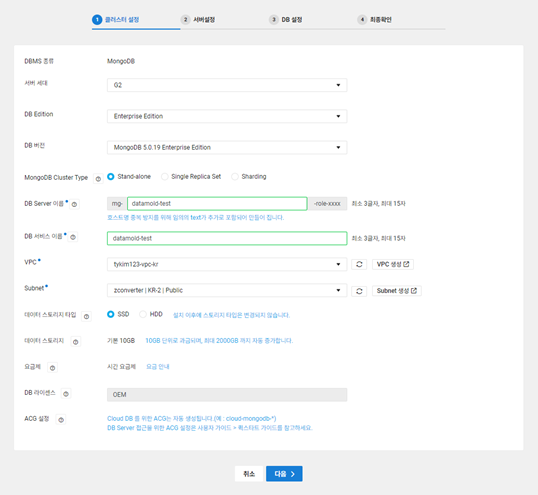 1 클러스터 설정 2 서버설정 3 DB 설정 4 최종확인
DBMS 종류 MongoDB
서버 세대 G2
DB Edition Enterprise Edition
DB 버전 MongoDB 5.0.19 Enterprise Edition
MongoDB Cluster Type Stand-alone Single Replica Set Sharding
DB Server 이름 mg- datamold-test -role-xxxx 최소 3글자, 최대 15자
호스트명 중복 방지를 위해 임의의 text가 추가로 포함되어 만들어 집니다.
DB 서비스 이름 datamold-test 최소 3글자, 최대 15자
VPC tykim123-vpc-kr VPC 생성
Subnet zconverter | KR-2 | Public Subnet 생성
데이터 스토리지 타입 SSD HDD 설치 이후에 스토리지 타입은 변경되지 않습니다.
데이터 스토리지 기본 10GB 10GB 단위로 과금되며, 최대 2000GB 까지 자동 증가합니다.
요금제 시간 요금제 요금 안내
DB 라이센스 OEM
ACG 설정 Cloud DB 를 위한 ACG는 자동 생성됩니다.(예 : cloud-mongodb-*)
DB Server 접근을 위한 ACG 설정은 사용자 가이드 > 퀵스타트 가이드를 참고하세요.
취소 다음 >